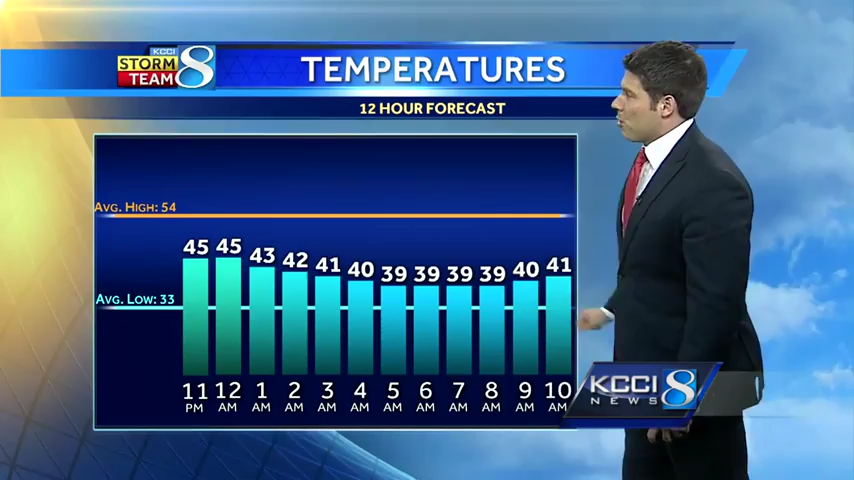 KCCI
STORM
TEAM 8
TEMPERATURES
12 HOUR FORECAST
AVG. HIGH: 54
45 45 43 42 41 40 39 39 39 39 40 41
AVG. LOW: 33
11 12 1 2 3 4 5 6 7 8 9 10
PM AM AM AM AM AM AM AM AM AM AM AM
KCCI 8
NEWS